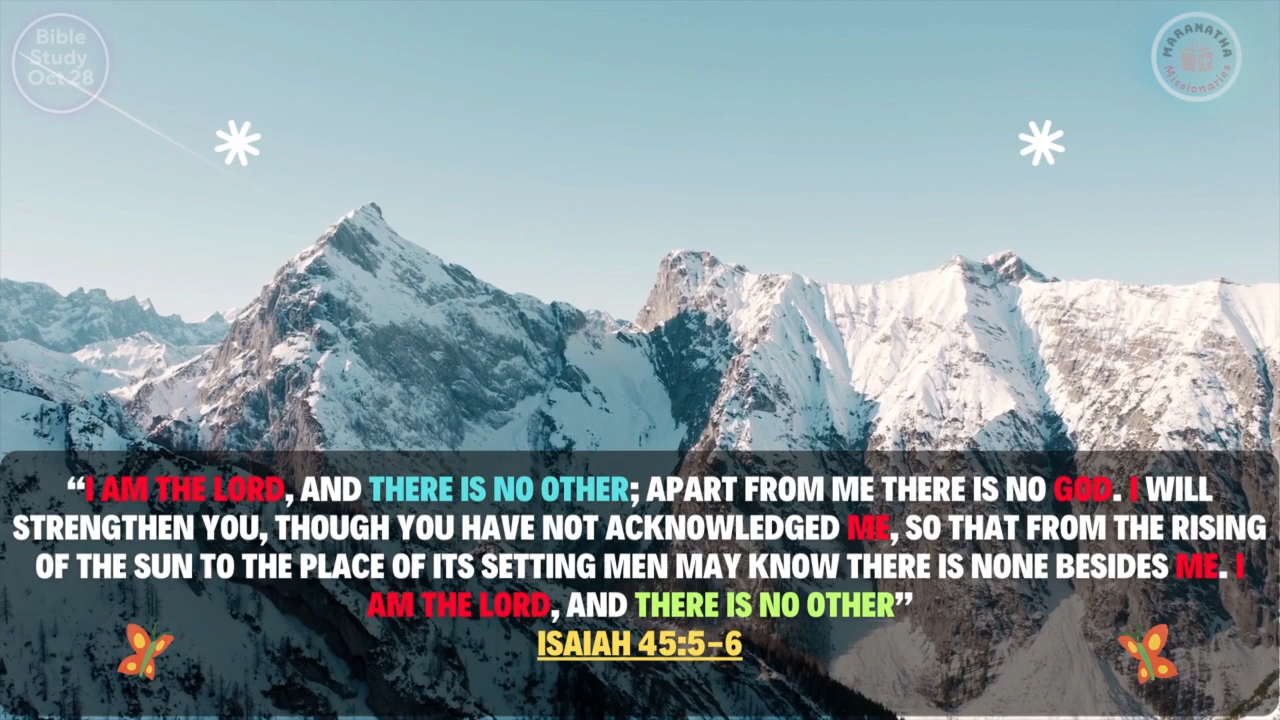 Bible
Study
Oct 28
MARANATHA
Missionaries
“I AM THE LORD, AND THERE IS NO OTHER; APART FROM ME THERE IS NO GOD. I WILL
STRENGTHEN YOU, THOUGH YOU HAVE NOT ACKNOWLEDGED ME, SO THAT FROM THE RISING
OF THE SUN TO THE PLACE OF ITS SETTING MEN MAY KNOW THERE IS NONE BESIDES ME. I
AM THE LORD, AND THERE IS NO OTHER”
ISAIAH 45:5–6